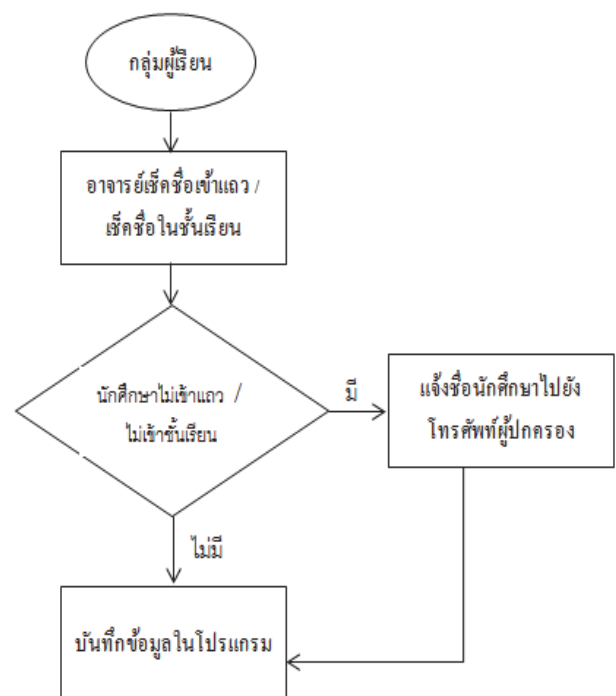 กลุ่มผู้เรียน
อาจารย์เช็คชื่อเข้าแถว /
เช็คชื่อในชั้นเรียน
นักศึกษาไม่เข้าแถว /
ไม่เข้าชั้นเรียน
มี
แจ้งชื่อนักศึกษาไปยัง
โทรศัพท์ผู้ปกครอง
ไม่มี
บันทึกข้อมูลในโปรแกรม